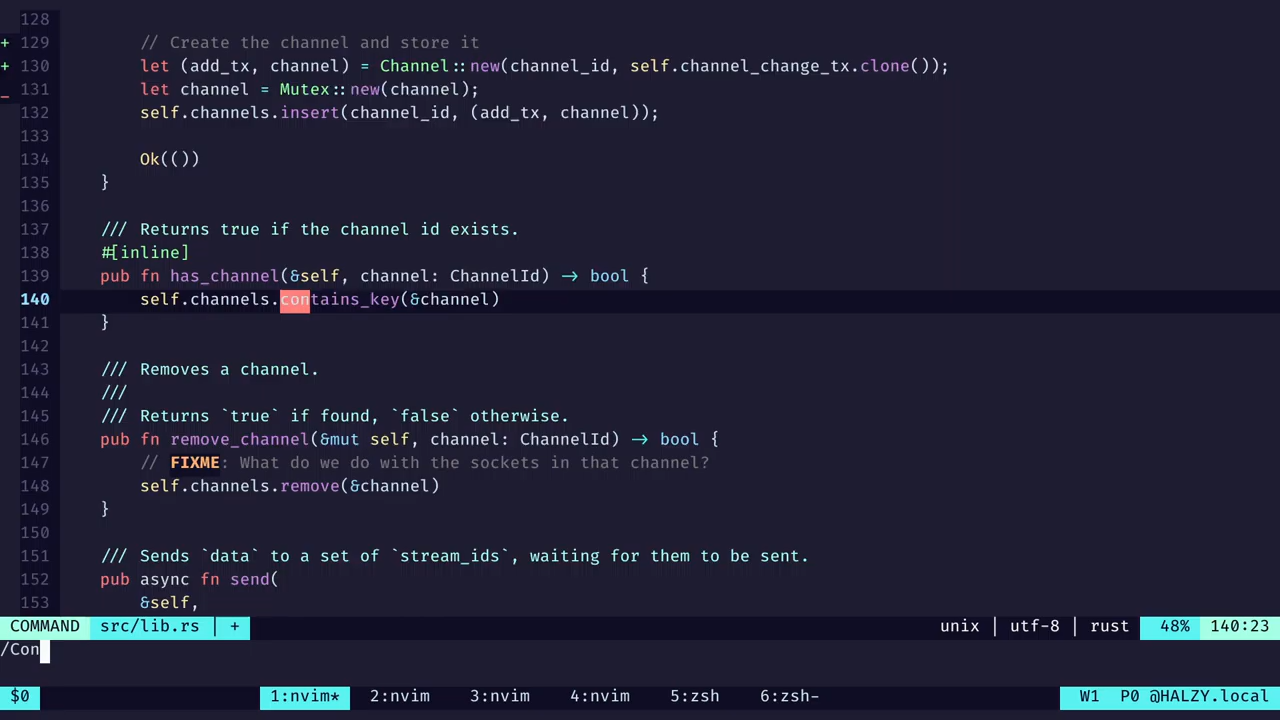 128
+ 129         // Create the channel and store it
+ 130         let (add_tx, channel) = Channel::new(channel_id, self.channel_change_tx.clone());
_ 131         let channel = Mutex::new(channel);
132         self.channels.insert(channel_id, (add_tx, channel));
133
134         Ok(())
135     }
136
137     /// Returns true if the channel id exists.
138     #[inline]
139     pub fn has_channel(&self, channel: ChannelId) -> bool {
140         self.channels.contains_key(&channel)
141     }
142
143     /// Removes a channel.
144     ///
145     /// Returns `true` if found, `false` otherwise.
146     pub fn remove_channel(&mut self, channel: ChannelId) -> bool {
147         // FIXME: What do we do with the sockets in that channel?
148         self.channels.remove(&channel)
149     }
150
151     /// Sends `data` to a set of `stream_ids`, waiting for them to be sent.
152     pub async fn send(
153         &self,
COMMAND src/lib.rs | + unix | utf-8 | rust 48% 140:23
/Con
$0 1:nvim* 2:nvim 3:nvim 4:nvim 5:zsh 6:zsh- W1 P0 @HALZY.local